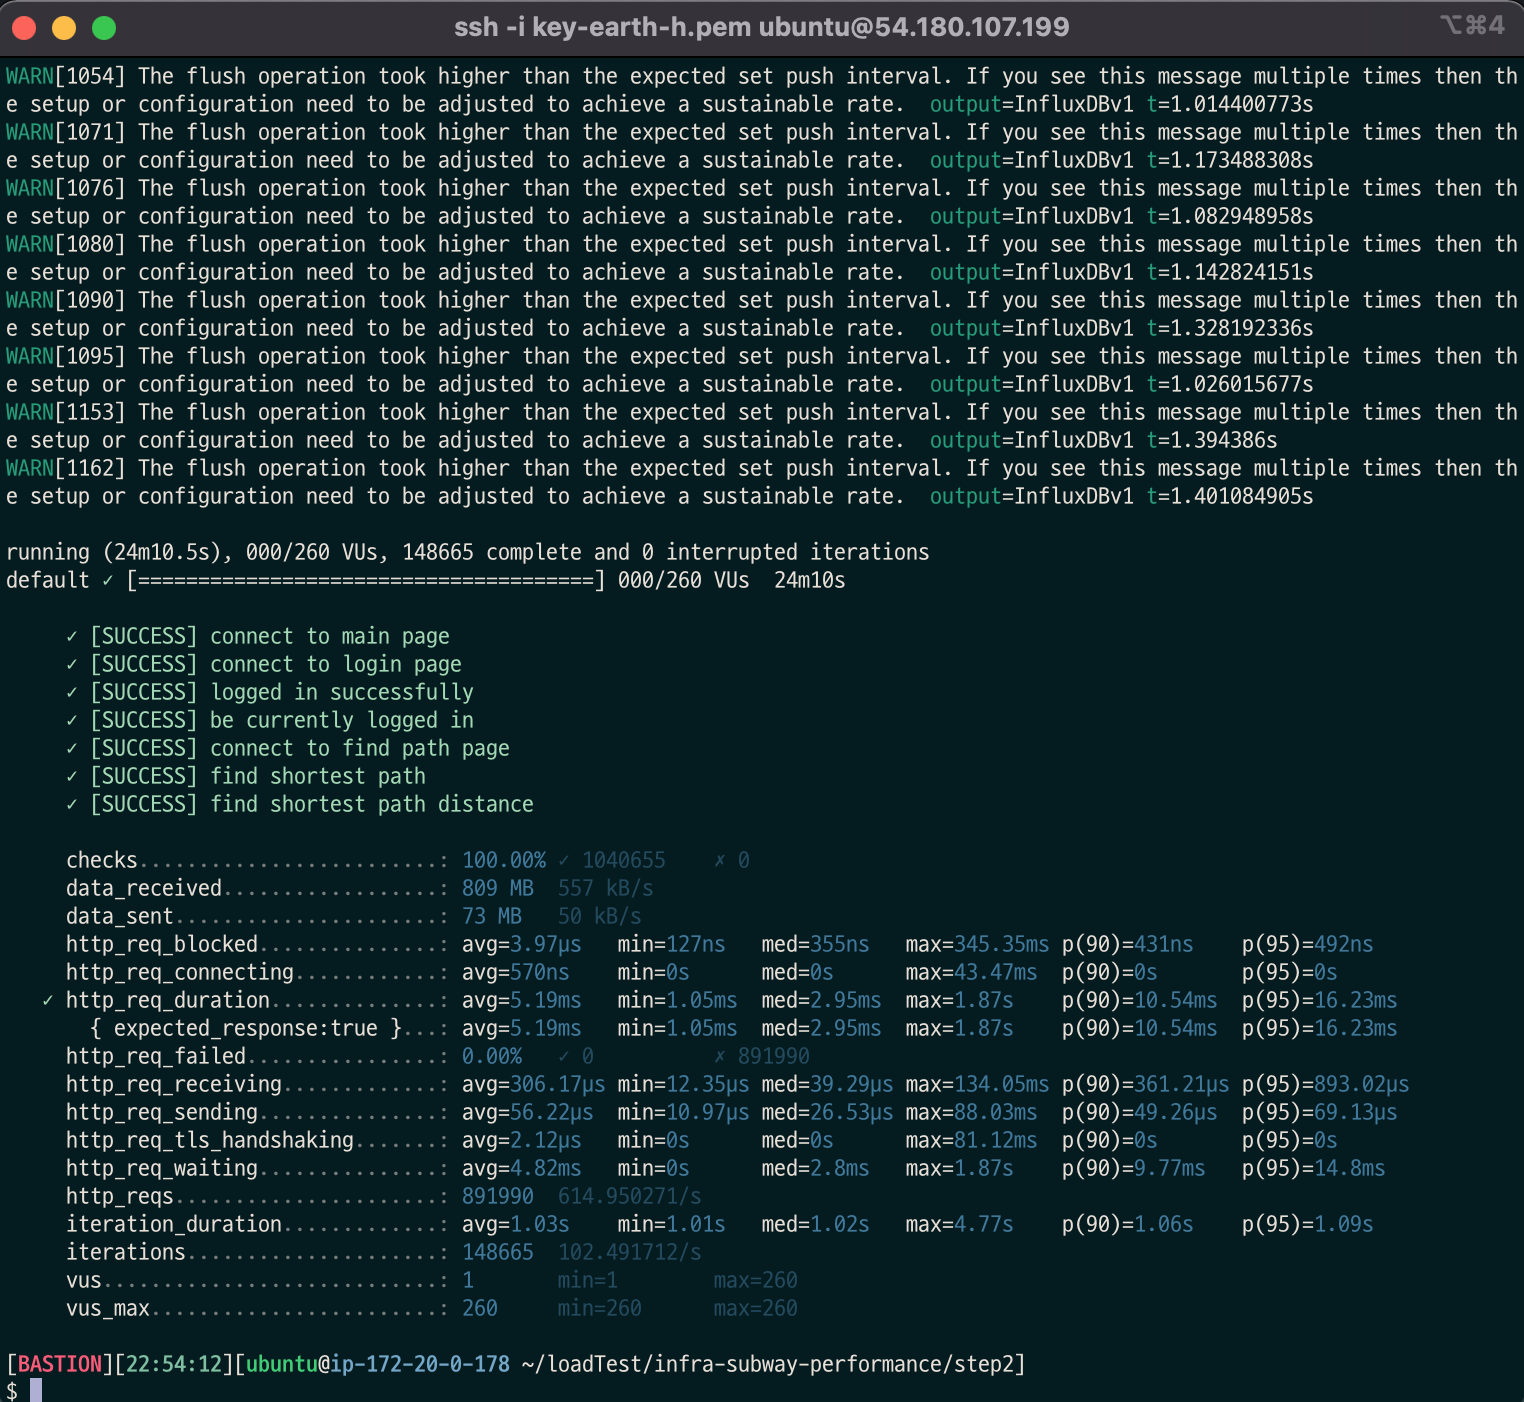 ssh -i key-earth-h.pem ubuntu@54.180.107.199
⌥⌘4
WARN[1054] The flush operation took higher than the expected set push interval. If you see this message multiple times then th
e setup or configuration need to be adjusted to achieve a sustainable rate.  output=InfluxDBv1 t=1.014400773s
WARN[1071] The flush operation took higher than the expected set push interval. If you see this message multiple times then th
e setup or configuration need to be adjusted to achieve a sustainable rate.  output=InfluxDBv1 t=1.173488308s
WARN[1076] The flush operation took higher than the expected set push interval. If you see this message multiple times then th
e setup or configuration need to be adjusted to achieve a sustainable rate.  output=InfluxDBv1 t=1.082948958s
WARN[1080] The flush operation took higher than the expected set push interval. If you see this message multiple times then th
e setup or configuration need to be adjusted to achieve a sustainable rate.  output=InfluxDBv1 t=1.142824151s
WARN[1090] The flush operation took higher than the expected set push interval. If you see this message multiple times then th
e setup or configuration need to be adjusted to achieve a sustainable rate.  output=InfluxDBv1 t=1.328192336s
WARN[1095] The flush operation took higher than the expected set push interval. If you see this message multiple times then th
e setup or configuration need to be adjusted to achieve a sustainable rate.  output=InfluxDBv1 t=1.026015677s
WARN[1153] The flush operation took higher than the expected set push interval. If you see this message multiple times then th
e setup or configuration need to be adjusted to achieve a sustainable rate.  output=InfluxDBv1 t=1.394386s
WARN[1162] The flush operation took higher than the expected set push interval. If you see this message multiple times then th
e setup or configuration need to be adjusted to achieve a sustainable rate.  output=InfluxDBv1 t=1.401084905s
running (24m10.5s), 000/260 VUs, 148665 complete and 0 interrupted iterations
default ✓ [======================================] 000/260 VUs  24m10s
✓ [SUCCESS] connect to main page
✓ [SUCCESS] connect to login page
✓ [SUCCESS] logged in successfully
✓ [SUCCESS] be currently logged in
✓ [SUCCESS] connect to find path page
✓ [SUCCESS] find shortest path
✓ [SUCCESS] find shortest path distance
checks.........................: 100.00% ✓ 1040655    ✗ 0
data_received..................: 809 MB  557 kB/s
data_sent......................: 73 MB   50 kB/s
http_req_blocked...............: avg=3.97µs   min=127ns   med=355ns   max=345.35ms p(90)=431ns    p(95)=492ns
http_req_connecting............: avg=570ns    min=0s      med=0s      max=43.47ms  p(90)=0s       p(95)=0s
✓ http_req_duration..............: avg=5.19ms   min=1.05ms  med=2.95ms  max=1.87s    p(90)=10.54ms  p(95)=16.23ms
{ expected_response:true }...: avg=5.19ms   min=1.05ms  med=2.95ms  max=1.87s    p(90)=10.54ms  p(95)=16.23ms
http_req_failed................: 0.00%   ✓ 0          ✗ 891990
http_req_receiving.............: avg=306.17µs min=12.35µs med=39.29µs max=134.05ms p(90)=361.21µs p(95)=893.02µs
http_req_sending...............: avg=56.22µs  min=10.97µs med=26.53µs max=88.03ms  p(90)=49.26µs  p(95)=69.13µs
http_req_tls_handshaking.......: avg=2.12µs   min=0s      med=0s      max=81.12ms  p(90)=0s       p(95)=0s
http_req_waiting...............: avg=4.82ms   min=0s      med=2.8ms   max=1.87s    p(90)=9.77ms   p(95)=14.8ms
http_reqs......................: 891990  614.950271/s
iteration_duration.............: avg=1.03s    min=1.01s   med=1.02s   max=4.77s    p(90)=1.06s    p(95)=1.09s
iterations.....................: 148665  102.491712/s
vus............................: 1       min=1        max=260
vus_max........................: 260     min=260      max=260
[BASTION][22:54:12][ubuntu@ip-172-20-0-178 ~/loadTest/infra-subway-performance/step2]
$